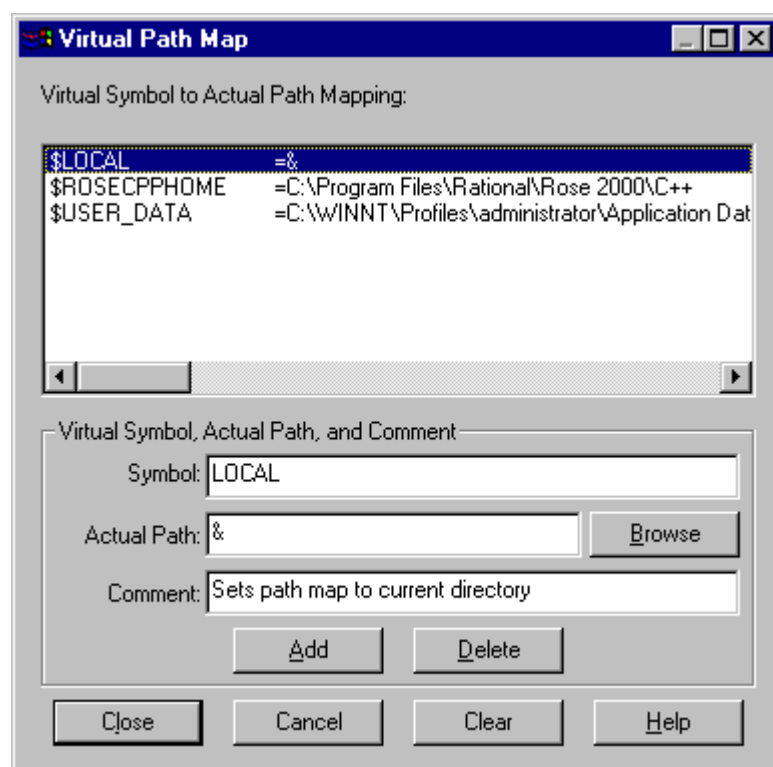 Virtual Path Map
Virtual Symbol to Actual Path Mapping:
$LOCAL =&
$ROSECPPHOME =C:\Program Files\Rational\Rose 2000\C++
$USER_DATA =C:\WINNT\Profiles\administrator\Application Dat
Virtual Symbol, Actual Path, and Comment
Symbol: LOCAL
Actual Path: & Browse
Comment: Sets path map to current directory
Add Delete
Close Cancel Clear Help